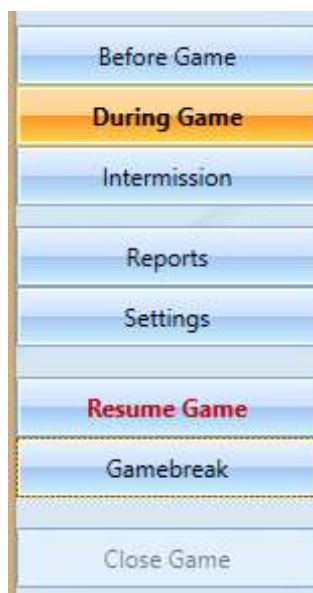 Before Game
During Game
Intermission
Reports
Settings
Resume Game
Gamebreak
Close Game